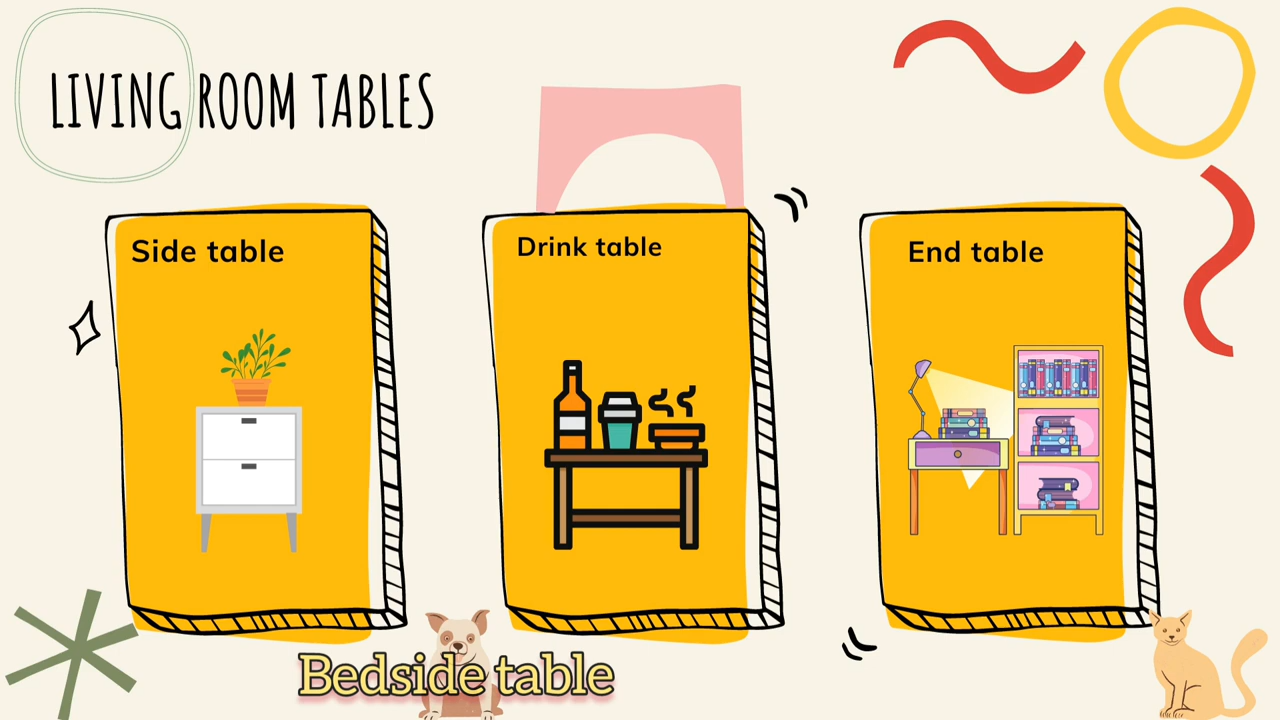 LIVING ROOM TABLES
Side table
Drink table
End table
Bedside table